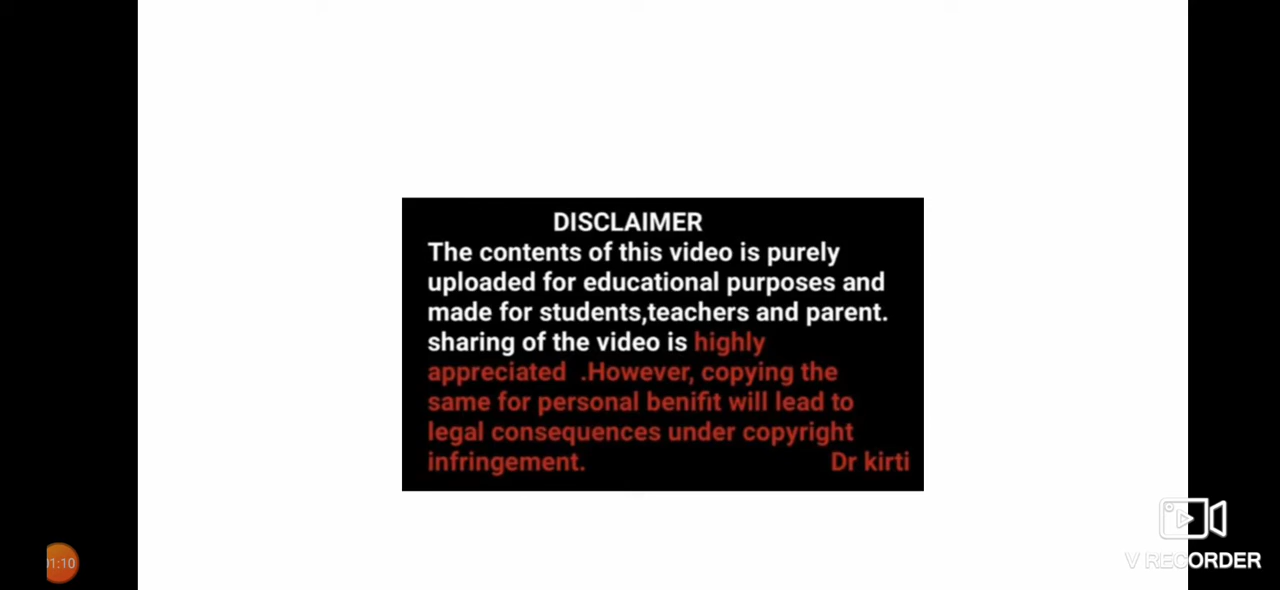 DISCLAIMER
The contents of this video is purely
uploaded for educational purposes and
made for students,teachers and parent.
sharing of the video is highly
appreciated .However, copying the
same for personal benifit will lead to
legal consequences under copyright
infringement. Dr kirti
V RECORDER
1:10